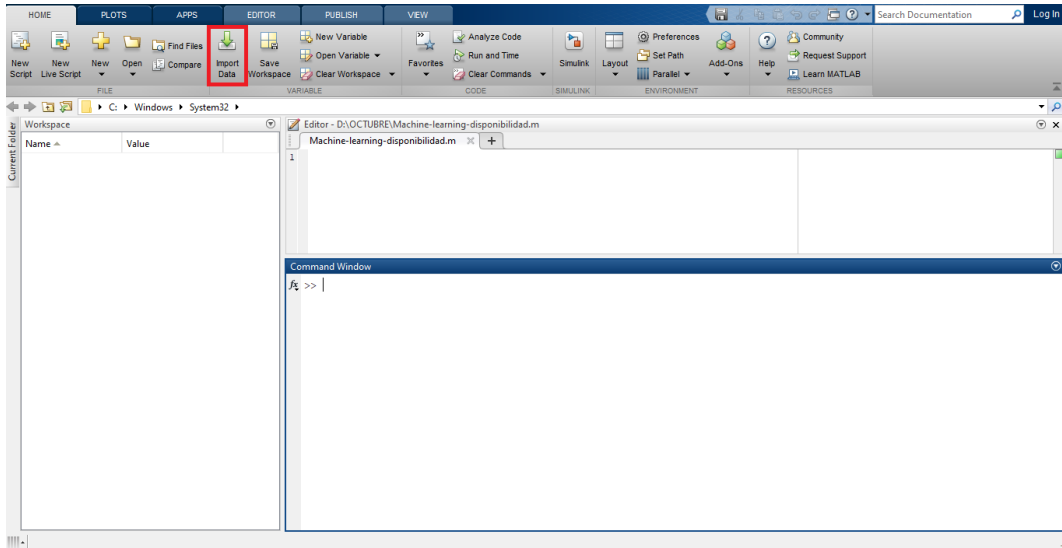 HOME PLOTS APPS EDITOR PUBLISH VIEW Search Documentation Log In
New Script
New Live Script
New
Open
Find Files
Compare
Import Data
Save Workspace
New Variable
Open Variable
Clear Workspace
Favorites
Analyze Code
Run and Time
Clear Commands
Simulink
Layout
Preferences
Set Path
Parallel
Add-Ons
Help
Community
Request Support
Learn MATLAB
FILE VARIABLE CODE SIMULINK ENVIRONMENT RESOURCES
C: Windows System32
Current Folder
Workspace
Name Value
Editor - D:\OCTUBRE\Machine-learning-disponibilidad.m
Machine-learning-disponibilidad.m
1
Command Window
fx >>